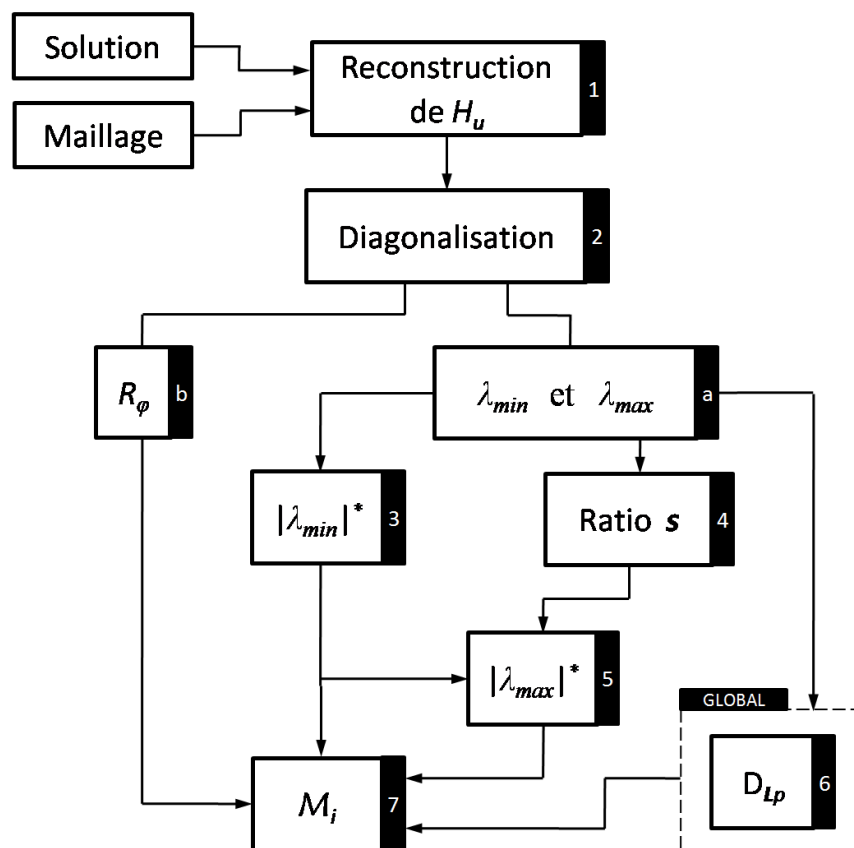 Solution
Maillage
Reconstruction
de Hu
1
Diagonalisation
2
Rφ
b
λmin et λmax
a
|λmin|*
3
Ratio s
4
|λmax|*
5
GLOBAL
DLp
6
Mi
7